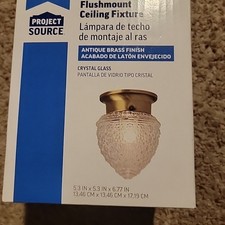 PROJECT
SOURCE
Flushmount
Ceiling Fixture
Lámpara de techo
de montaje al ras
ANTIQUE BRASS FINISH
ACABADO DE LATÓN ENVEJECIDO
CRYSTAL GLASS
PANTALLA DE VIDRIO TIPO CRISTAL
5.3 IN x 5.3 IN x 6.77 IN
13,46 CM x 13,46 CM x 17,19 CM